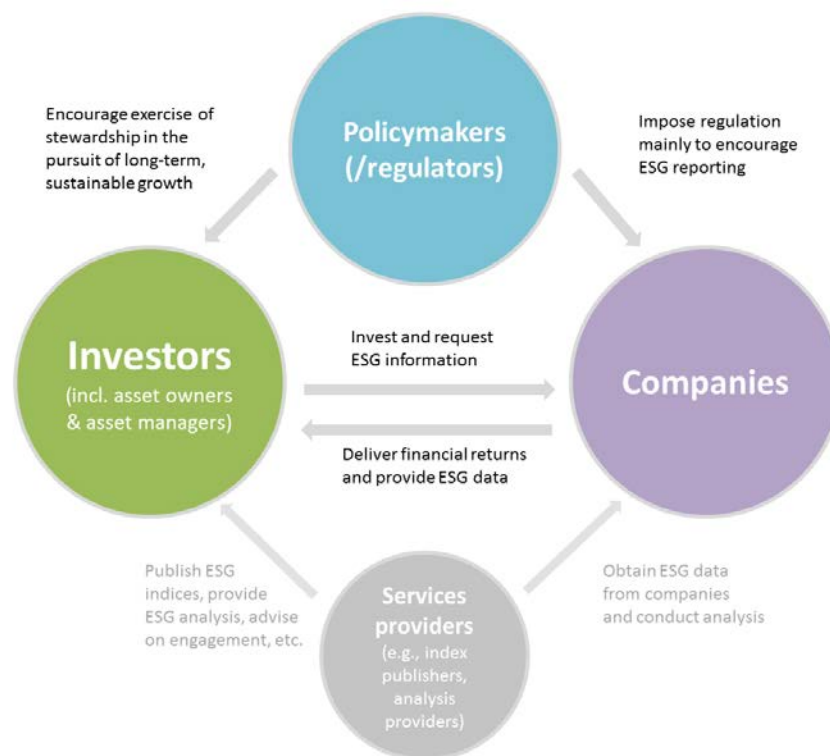 Policymakers
(/regulators)
Encourage exercise of
stewardship in the
pursuit of long-term,
sustainable growth
Impose regulation
mainly to encourage
ESG reporting
Investors
(incl. asset owners
& asset managers)
Invest and request
ESG information
Deliver financial returns
and provide ESG data
Companies
Publish ESG
indices, provide
ESG analysis, advise
on engagement, etc.
Services
providers
(e.g., index
publishers,
analysis
providers)
Obtain ESG data
from companies
and conduct analysis